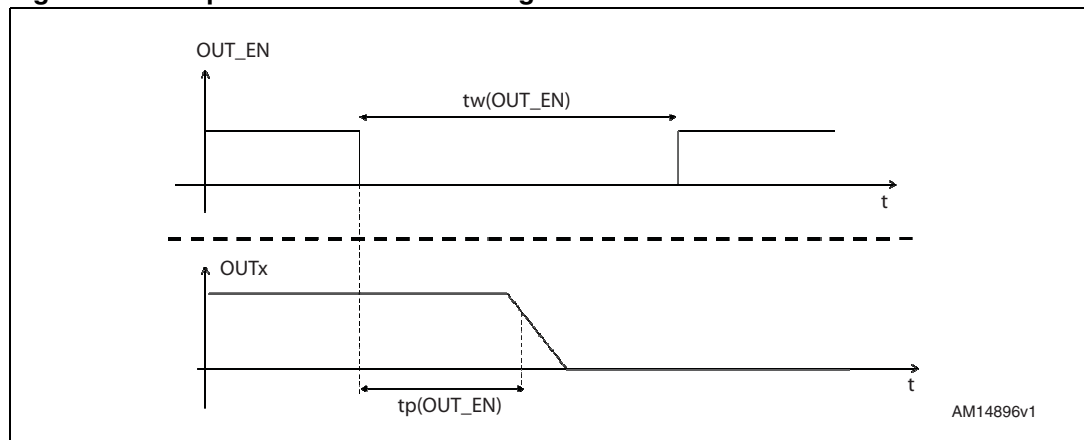 OUT_EN
tw(OUT_EN)
t
OUTx
t
tp(OUT_EN)
AM14896v1